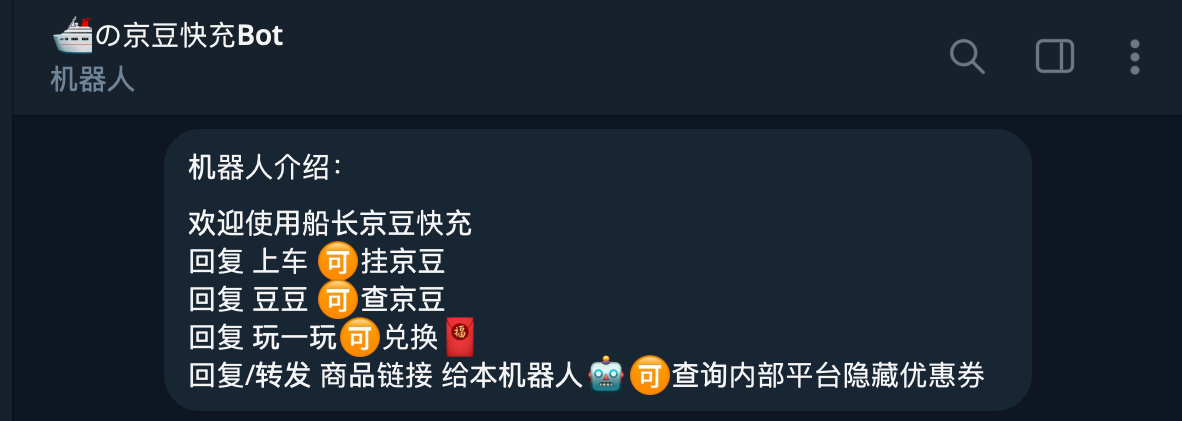 🛳の京豆快充Bot
机器人
机器人介绍：
欢迎使用船长京豆快充
回复 上车 🉑挂京豆
回复 豆豆 🉑查京豆
回复 玩一玩🉑兑换🧧
回复/转发 商品链接 给本机器人🤖🉑查询内部平台隐藏优惠券